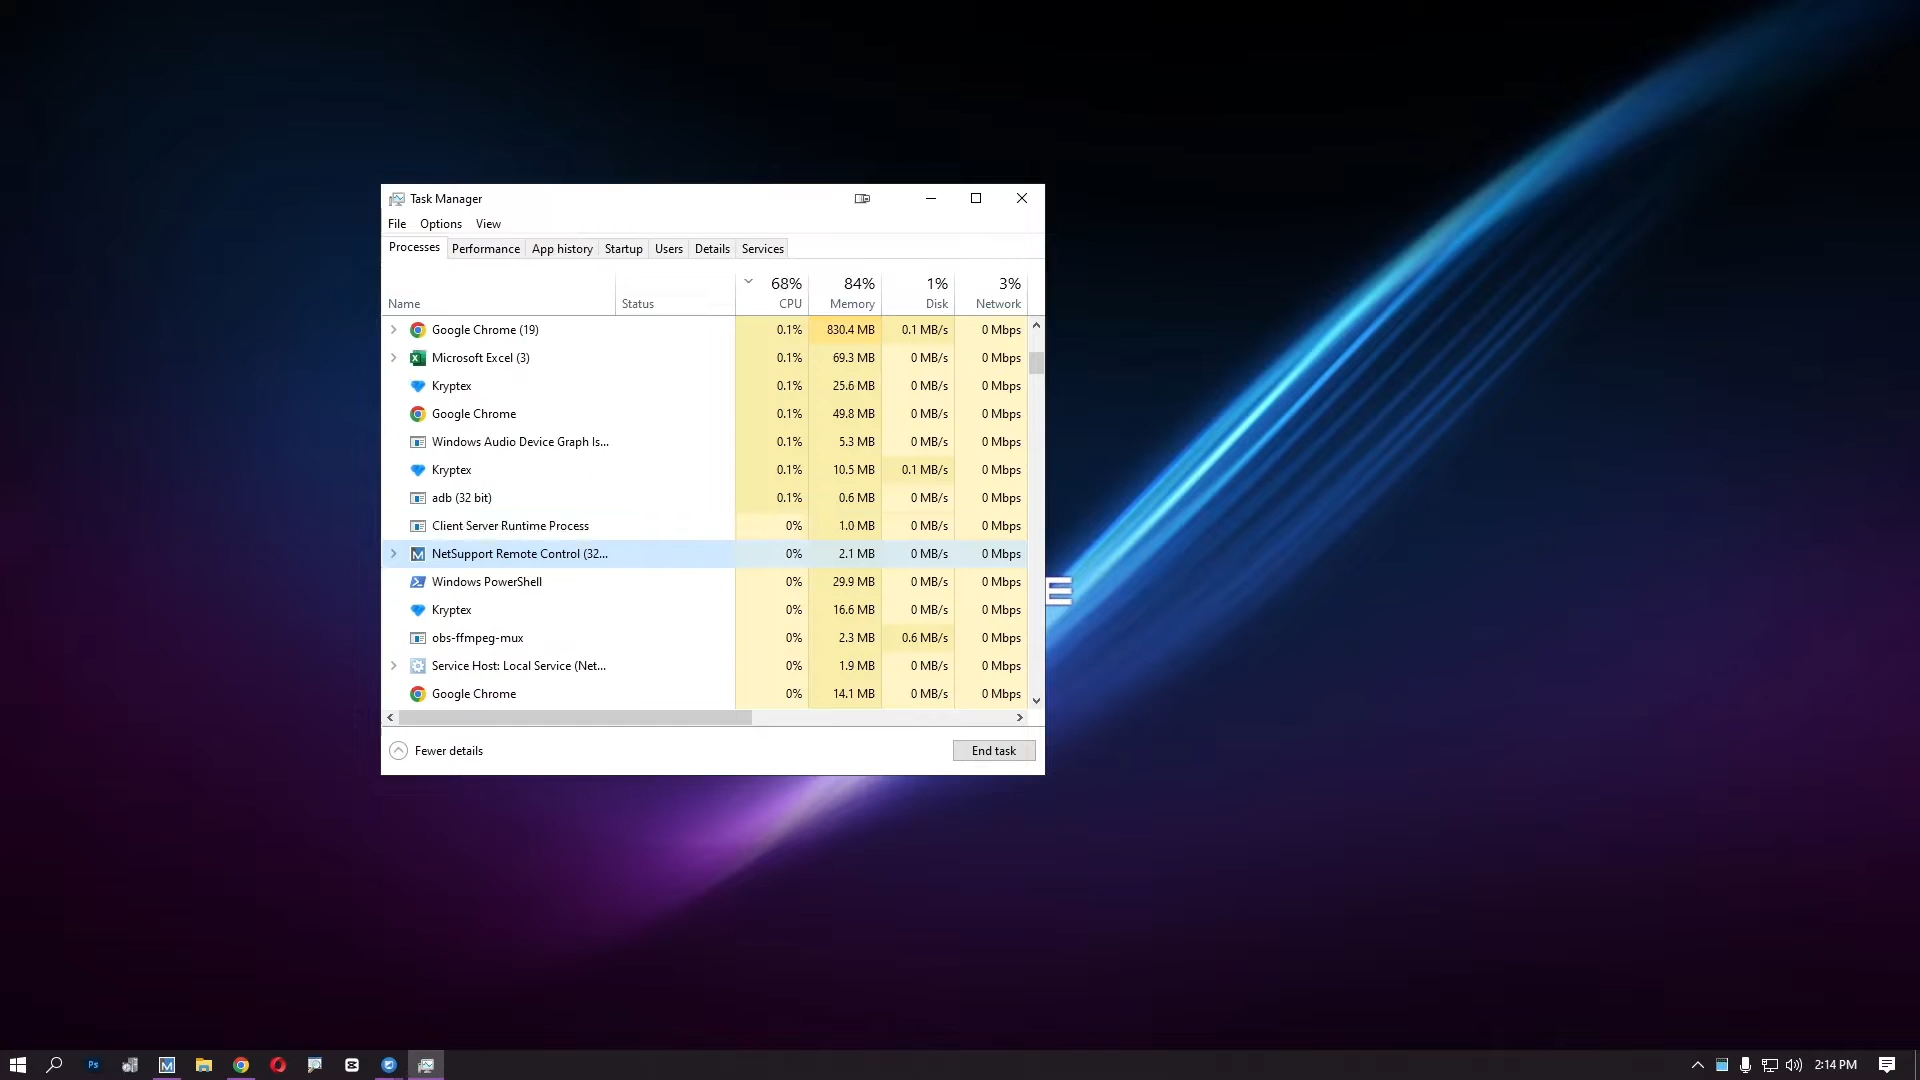 Task Manager
File Options View
Processes Performance App history Startup Users Details Services
68% 84% 1% 3%
Name Status CPU Memory Disk Network
Google Chrome (19) 0.1% 830.4 MB 0.1 MB/s 0 Mbps
Microsoft Excel (3) 0.1% 69.3 MB 0 MB/s 0 Mbps
Kryptex 0.1% 25.6 MB 0 MB/s 0 Mbps
Google Chrome 0.1% 49.8 MB 0 MB/s 0 Mbps
Windows Audio Device Graph Is... 0.1% 5.3 MB 0 MB/s 0 Mbps
Kryptex 0.1% 10.5 MB 0.1 MB/s 0 Mbps
adb (32 bit) 0.1% 0.6 MB 0 MB/s 0 Mbps
Client Server Runtime Process 0% 1.0 MB 0 MB/s 0 Mbps
NetSupport Remote Control (32... 0% 2.1 MB 0 MB/s 0 Mbps
Windows PowerShell 0% 29.9 MB 0 MB/s 0 Mbps
Kryptex 0% 16.6 MB 0 MB/s 0 Mbps
obs-ffmpeg-mux 0% 2.3 MB 0.6 MB/s 0 Mbps
Service Host: Local Service (Net... 0% 1.9 MB 0 MB/s 0 Mbps
Google Chrome 0% 14.1 MB 0 MB/s 0 Mbps
Fewer details End task
E
Ps M 2:14 PM